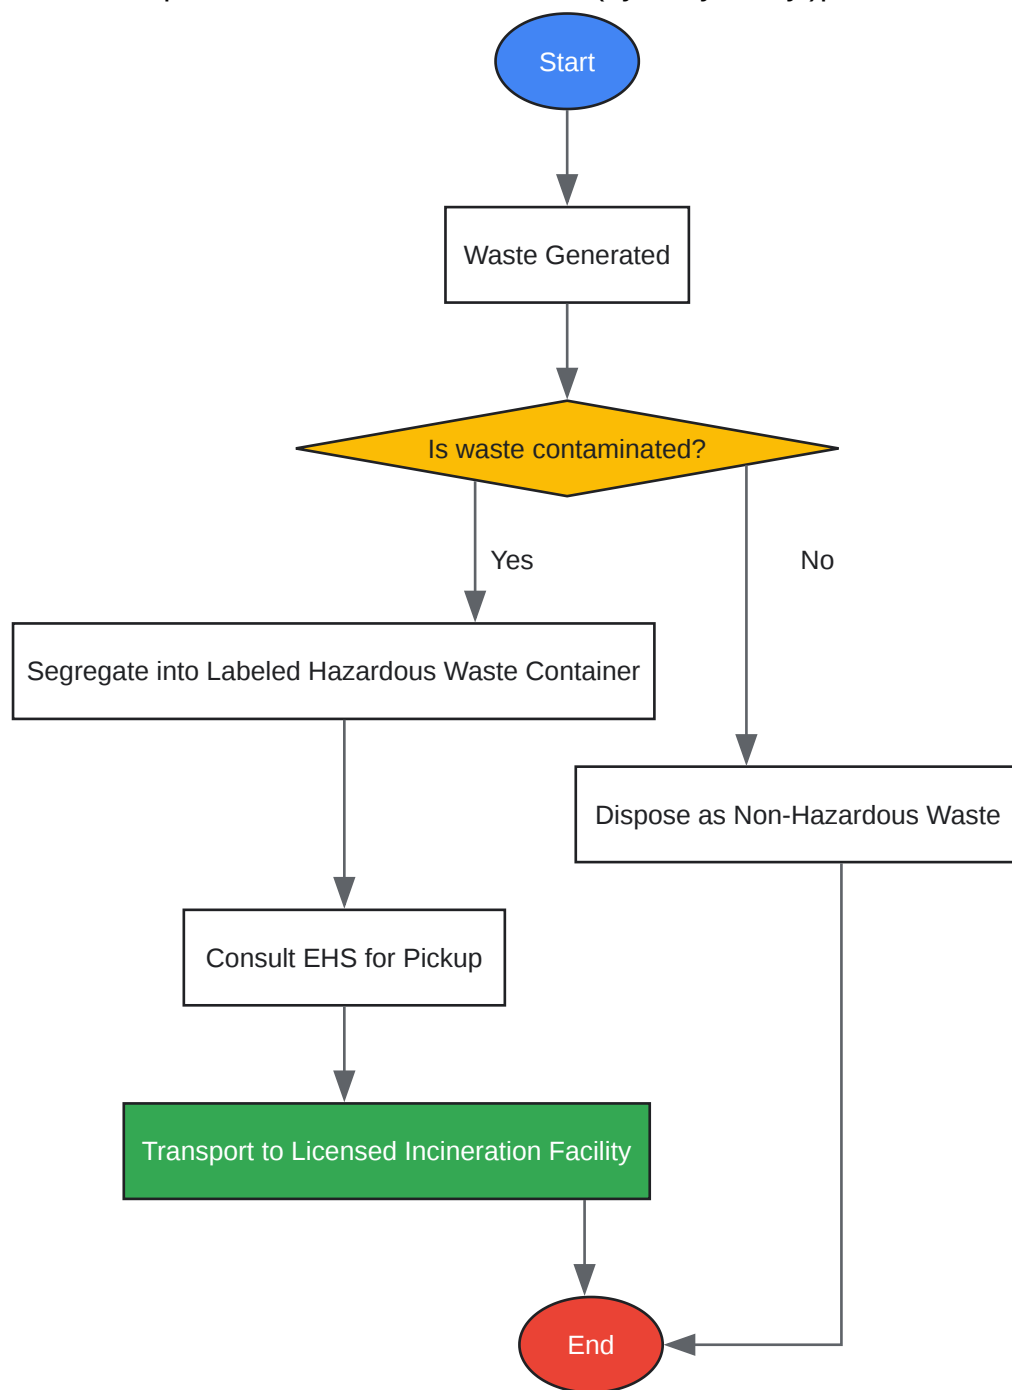 Start
Waste Generated
Is waste contaminated?
Yes
No
Segregate into Labeled Hazardous Waste Container
Dispose as Non-Hazardous Waste
Consult EHS for Pickup
Transport to Licensed Incineration Facility
End